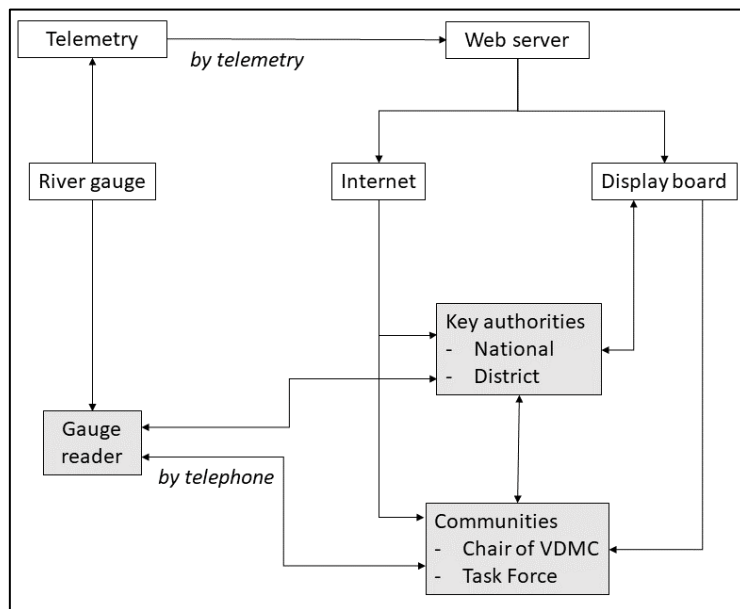 Telemetry
by telemetry
Web server
River gauge
Internet
Display board
Key authorities
- National
- District
Gauge
reader
by telephone
Communities
- Chair of VDMC
- Task Force